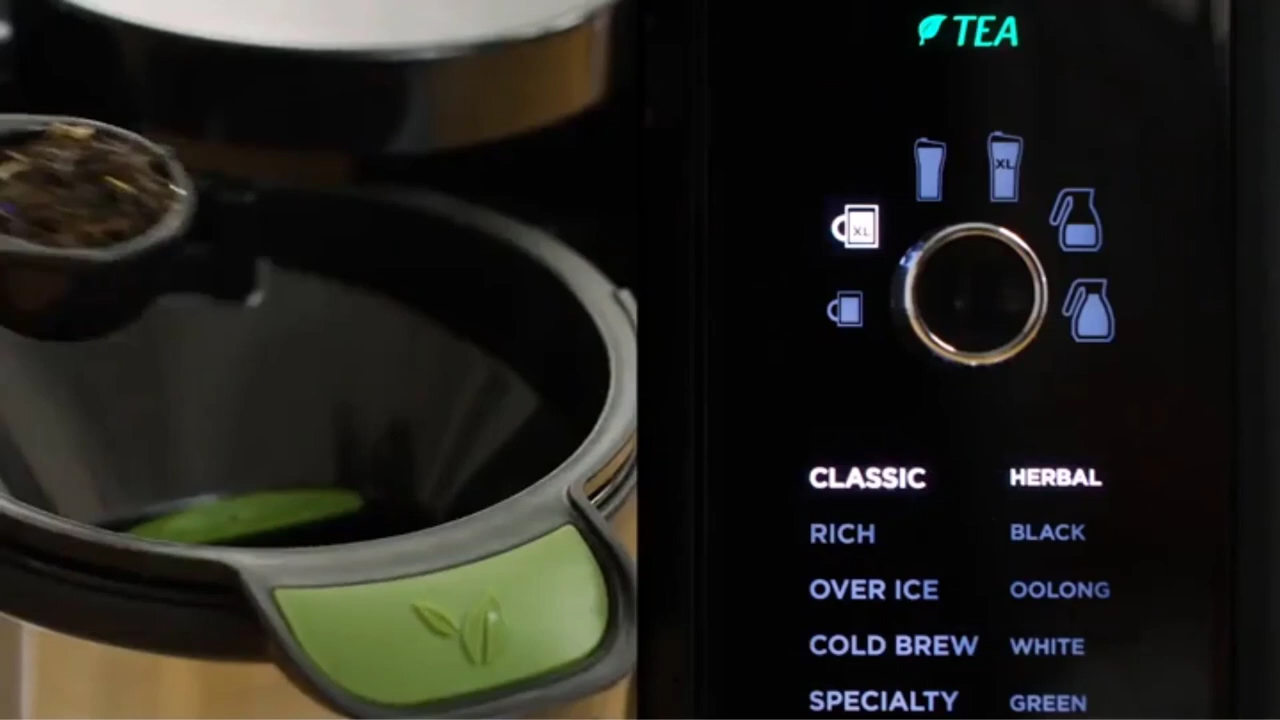 TEA
XL
XL
CLASSIC HERBAL
RICH BLACK
OVER ICE OOLONG
COLD BREW WHITE
SPECIALTY GREEN